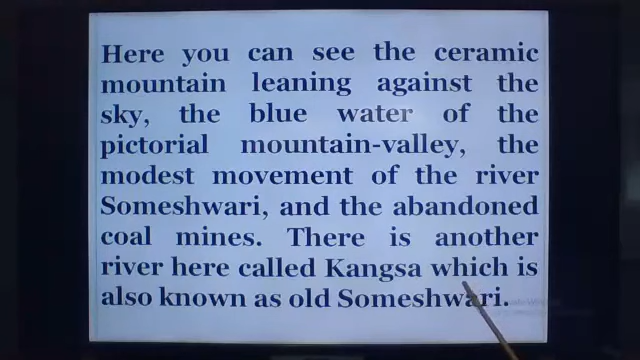 Here you can see the ceramic
mountain leaning against the
sky, the blue water of the
pictorial mountain-valley, the
modest movement of the river
Someshwari, and the abandoned
coal mines. There is another
river here called Kangsa which is
also known as old Someshwari.